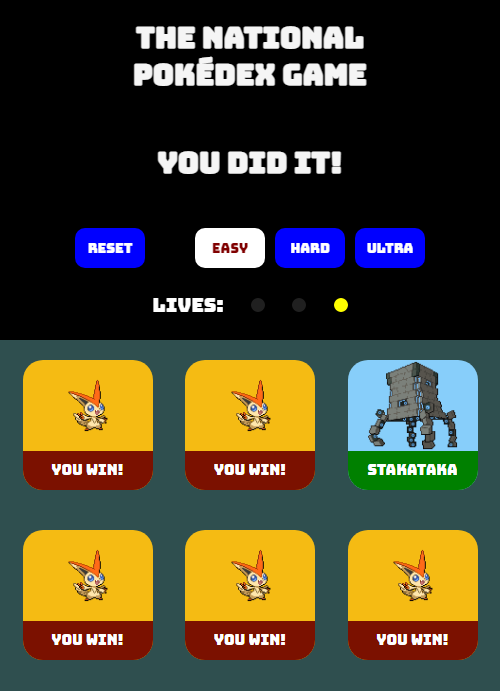 THE NATIONAL
POKÉDEX GAME
YOU DID IT!
RESET EASY HARD ULTRA
LIVES:
YOU WIN! YOU WIN! STAKATAKA
YOU WIN! YOU WIN! YOU WIN!